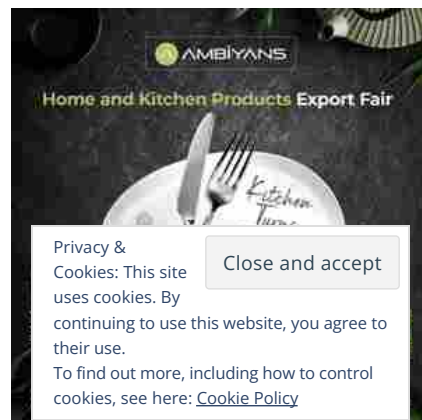 AMBİYANS
Home and Kitchen Products Export Fair
Kitchen
Privacy &
Cookies: This site
uses cookies. By
continuing to use this website, you agree to
their use.
To find out more, including how to control
cookies, see here: Cookie Policy
Close and accept